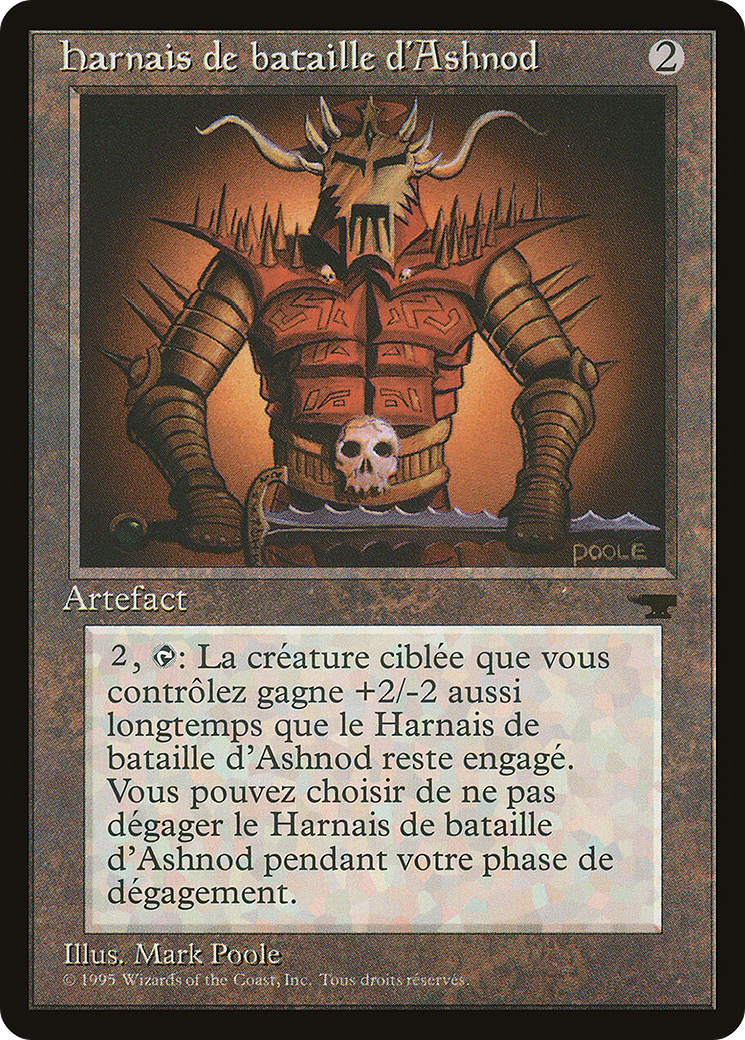 Harnais de bataille d'Ashnod 2
POOLE
Artefact
2, : La créature ciblée que vous
contrôlez gagne +2/-2 aussi
longtemps que le Harnais de
bataille d'Ashnod reste engagé.
Vous pouvez choisir de ne pas
dégager le Harnais de bataille
d'Ashnod pendant votre phase de
dégagement.
Illus. Mark Poole
© 1995 Wizards of the Coast, Inc. Tous droits réservés.